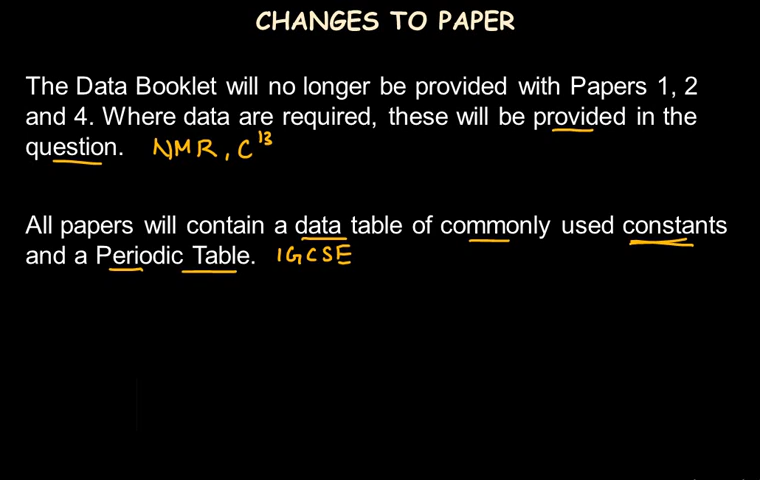 CHANGES TO PAPER
The Data Booklet will no longer be provided with Papers 1, 2
and 4. Where data are required, these will be provided in the
question. NMR, C¹³
All papers will contain a data table of commonly used constants
and a Periodic Table. IGCSE